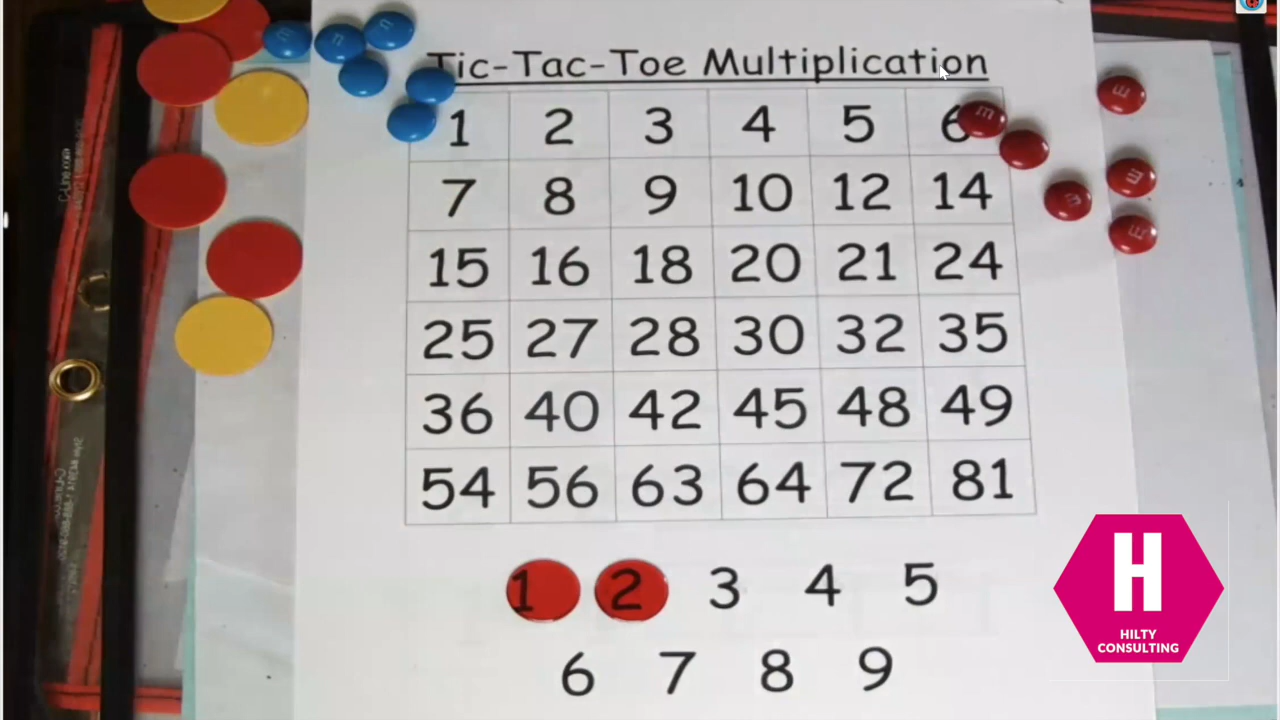 Tic-Tac-Toe Multiplication
1 2 3 4 5 6
7 8 9 10 12 14
15 16 18 20 21 24
25 27 28 30 32 35
36 40 42 45 48 49
54 56 63 64 72 81
1 2 3 4 5
6 7 8 9
H
HILTY
CONSULTING
m
m
m
m
m
m
m
C-Line.com